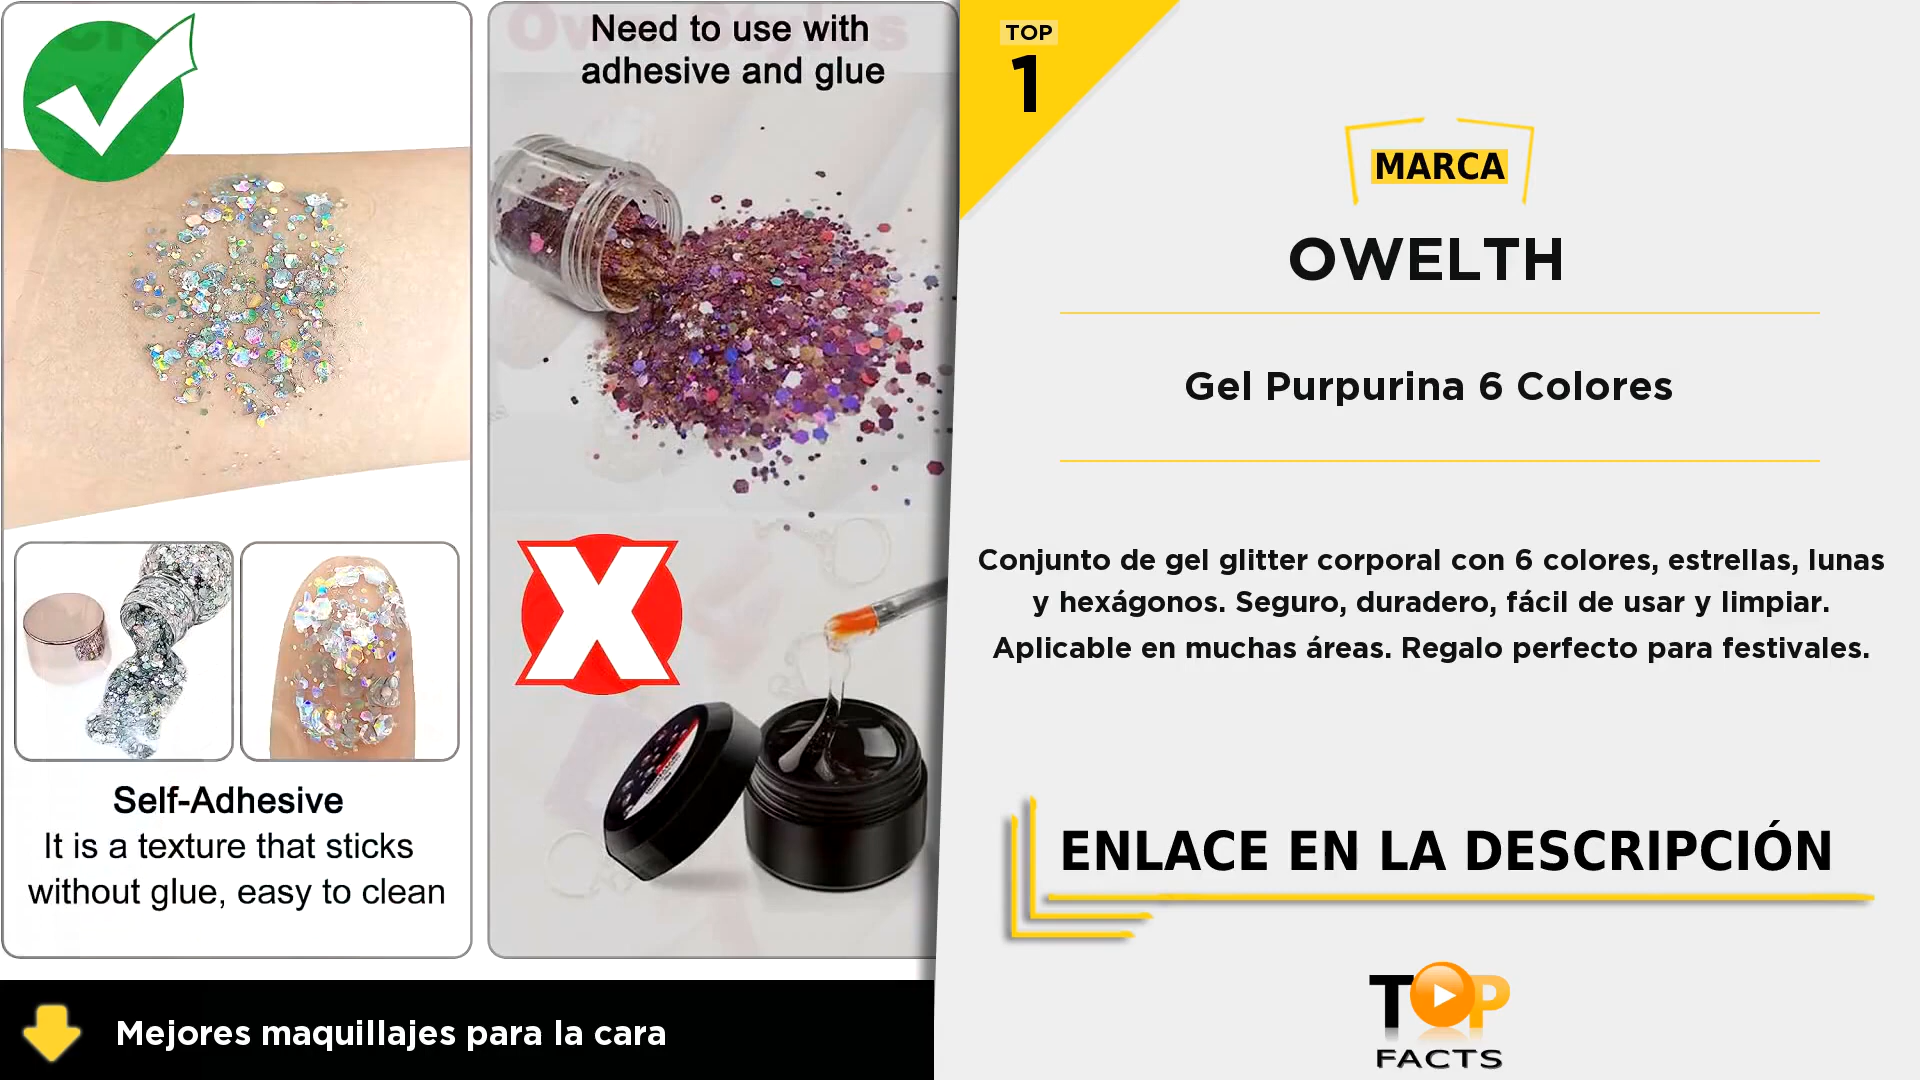 Need to use with
adhesive and glue
Self-Adhesive
It is a texture that sticks
without glue, easy to clean
Mejores maquillajes para la cara
TOP
1
MARCA
OWELTH
Gel Purpurina 6 Colores
Conjunto de gel glitter corporal con 6 colores, estrellas, lunas
y hexágonos. Seguro, duradero, fácil de usar y limpiar.
Aplicable en muchas áreas. Regalo perfecto para festivales.
ENLACE EN LA DESCRIPCIÓN
TOP
FACTS